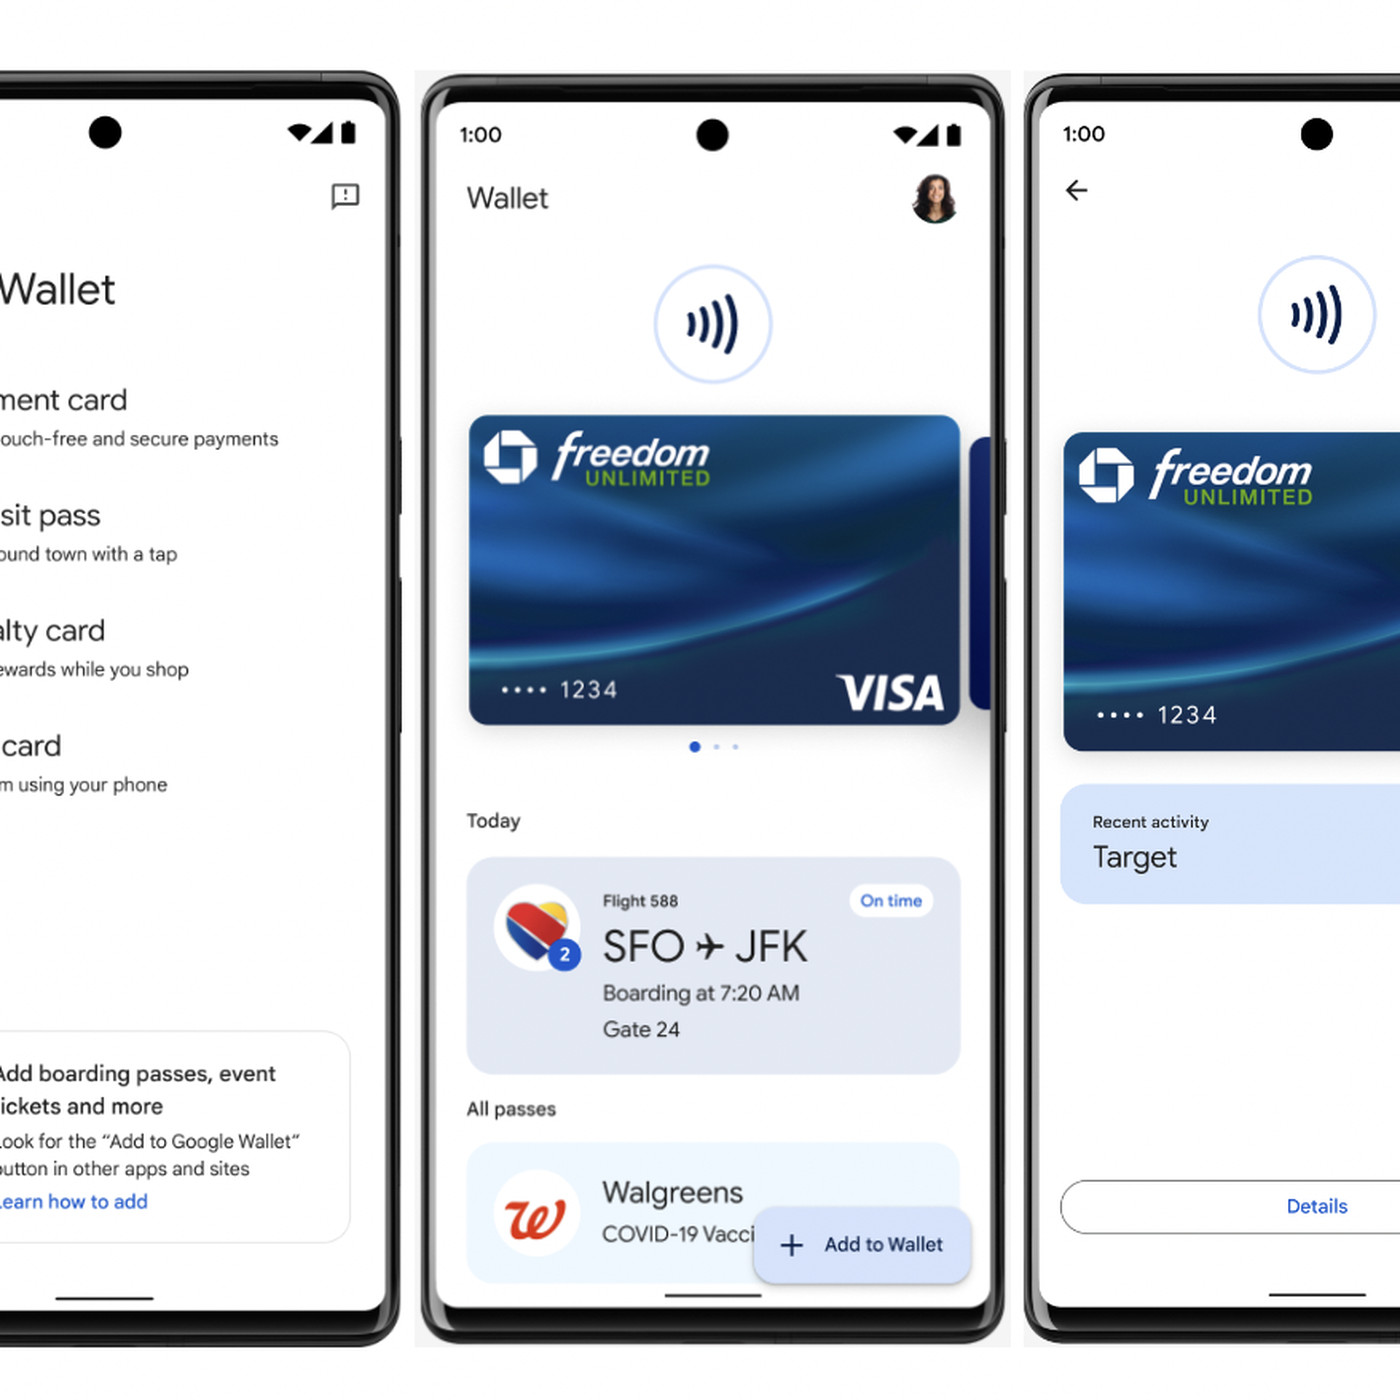 Wallet
ment card
ouch-free and secure payments
sit pass
ound town with a tap
alty card
ewards while you shop
card
m using your phone
Add boarding passes, event
ickets and more
Look for the “Add to Google Wallet”
button in other apps and sites
Learn how to add
1:00
Wallet
freedom
UNLIMITED
•••• 1234
VISA
Today
Flight 588
On time
2
SFO ✈ JFK
Boarding at 7:20 AM
Gate 24
All passes
Walgreens
COVID-19 Vacci
+ Add to Wallet
1:00
freedom
UNLIMITED
•••• 1234
Recent activity
Target
Details